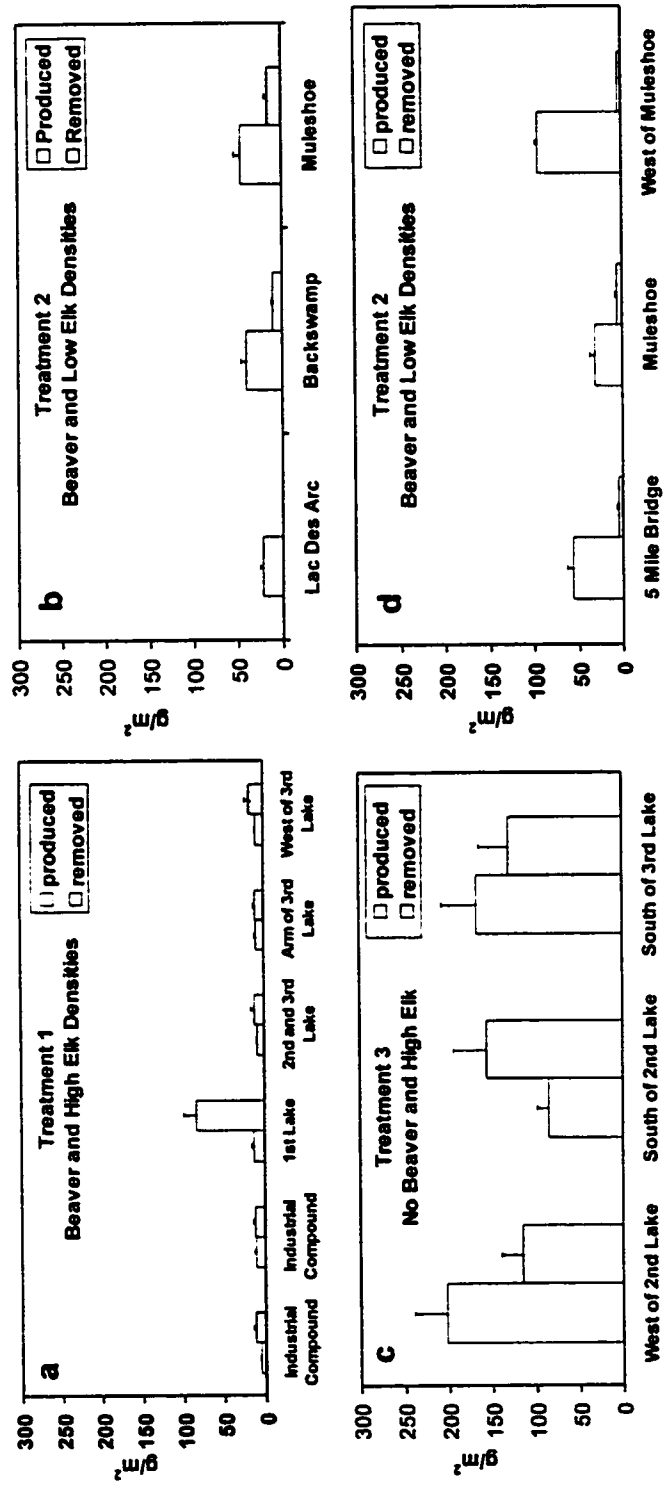 a
Treatment 1
Beaver and High Elk Densities
produced
removed
300
250
200
150
100
50
0
g/m²
Industrial Compound
Industrial Compound
1st Lake
2nd and 3rd Lake
Arm of 3rd Lake
West of 3rd Lake
b
Treatment 2
Beaver and Low Elk Densities
Produced
Removed
300
250
200
150
100
50
0
g/m²
Lac Des Arc
Backswamp
Muleshoe
c
Treatment 3
No Beaver and High Elk
produced
removed
300
250
200
150
100
50
0
g/m²
West of 2nd Lake
South of 2nd Lake
South of 3rd Lake
d
Treatment 2
Beaver and Low Elk Densities
produced
removed
300
250
200
150
100
50
0
g/m²
5 Mile Bridge
Muleshoe
West of Muleshoe